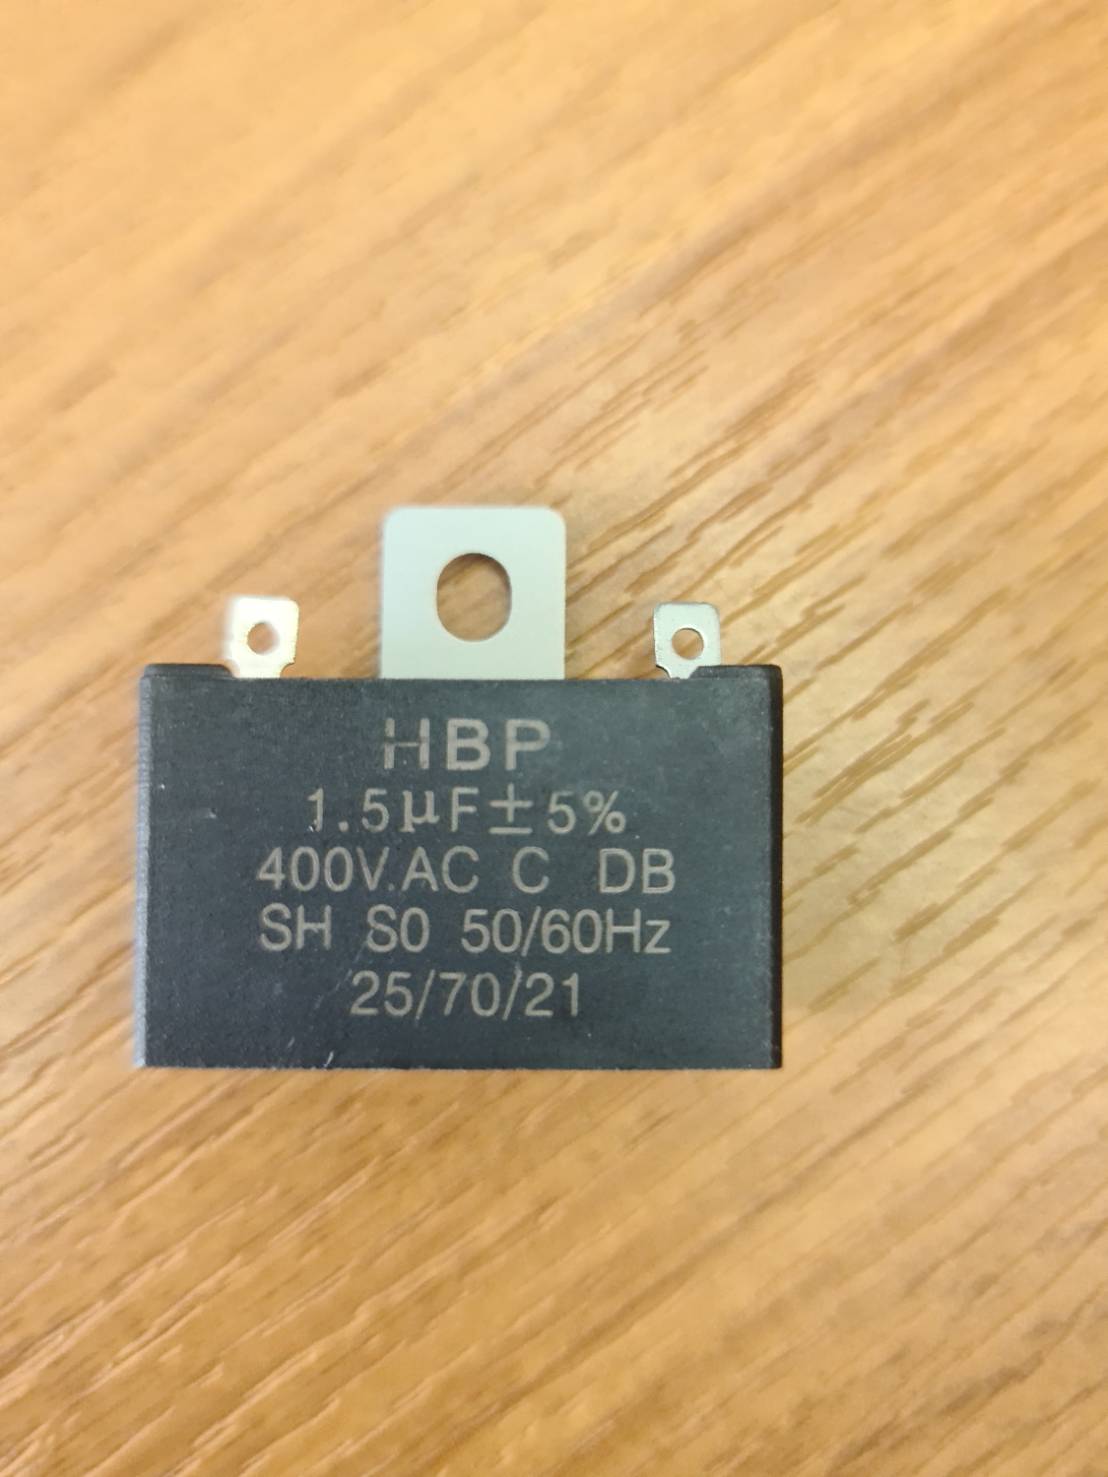 HBP
1.5μF±5%
400V.AC C DB
SH S0 50/60Hz
25/70/21